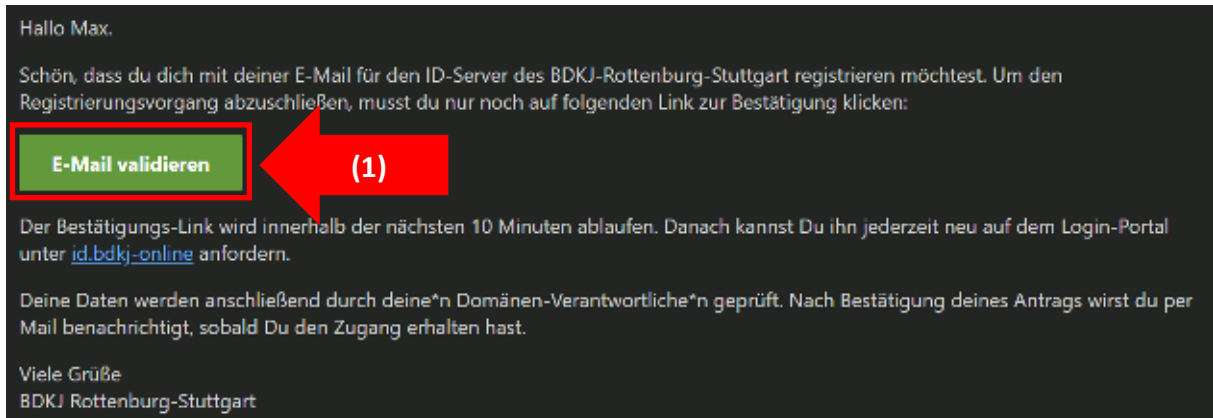 Hallo Max.
Schön, dass du dich mit deiner E-Mail für den ID-Server des BDKJ-Rottenburg-Stuttgart registrieren möchtest. Um den
Registrierungsvorgang abzuschließen, musst du nur noch auf folgenden Link zur Bestätigung klicken:
E-Mail validieren
(1)
Der Bestätigungs-Link wird innerhalb der nächsten 10 Minuten ablaufen. Danach kannst Du ihn jederzeit neu auf dem Login-Portal
unter id.bdkj-online anfordern.
Deine Daten werden anschließend durch deine*n Domänen-Verantwortliche*n geprüft. Nach Bestätigung deines Antrags wirst du per
Mail benachrichtigt, sobald Du den Zugang erhalten hast.
Viele Grüße
BDKJ Rottenburg-Stuttgart